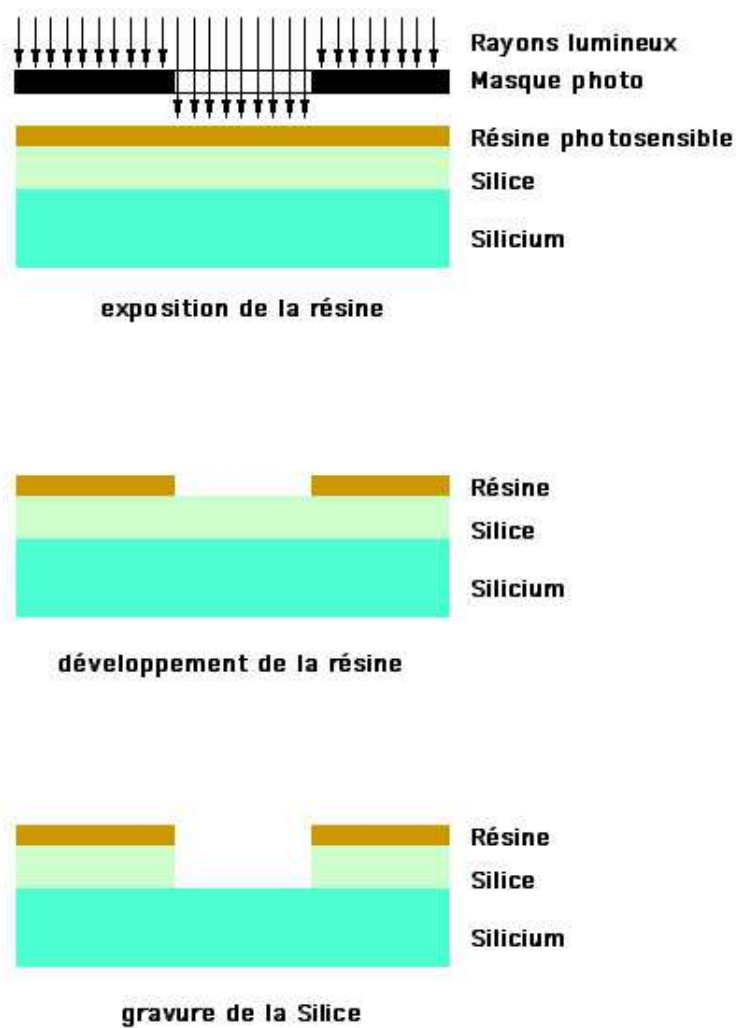 Rayons lumineux
Masque photo
Résine photosensible
Silice
Silicium
exposition de la résine
Résine
Silice
Silicium
développement de la résine
Résine
Silice
Silicium
gravure de la Silice